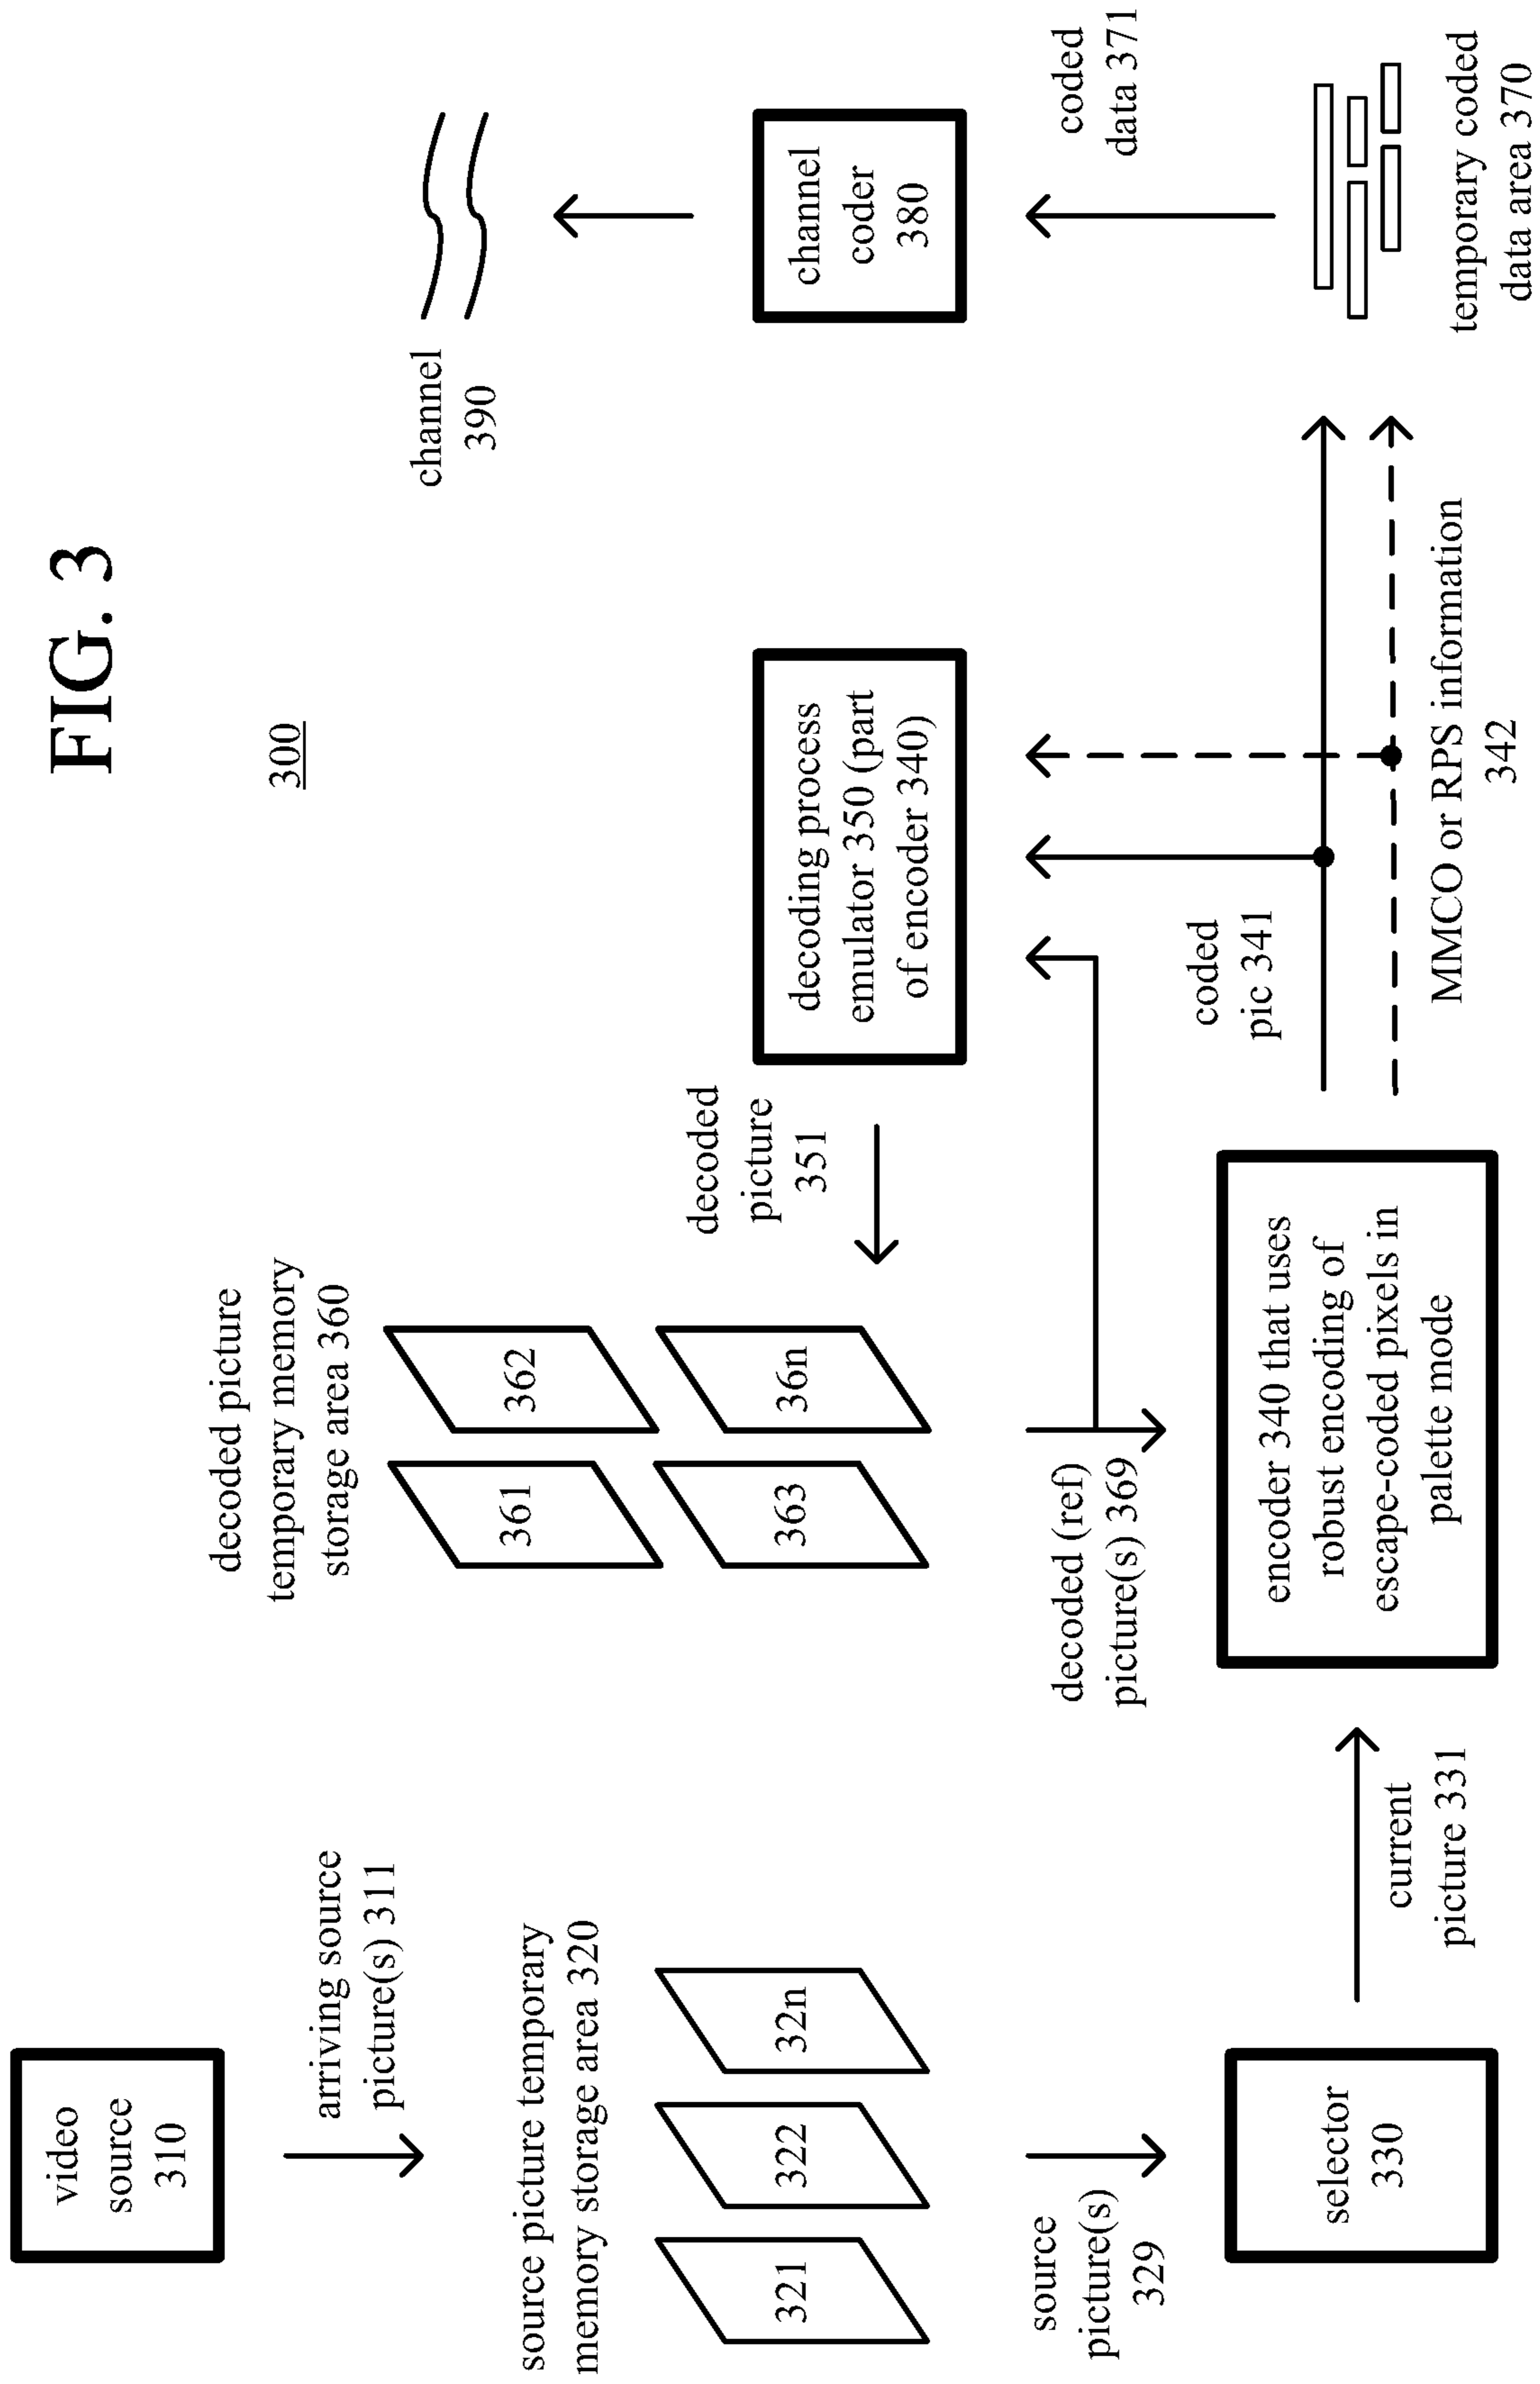 FIG. 3
300
video
source
310
arriving source
picture(s) 311
source picture temporary
memory storage area 320
321
322
32n
source
picture(s)
329
selector
330
current
picture 331
decoded picture
temporary memory
storage area 360
361
362
363
36n
decoded
picture
351
decoded (ref)
picture(s) 369
encoder 340 that uses
robust encoding of
escape-coded pixels in
palette mode
decoding process
emulator 350 (part
of encoder 340)
coded
pic 341
MMCO or RPS information
342
channel
390
channel
coder
380
coded
data 371
temporary coded
data area 370